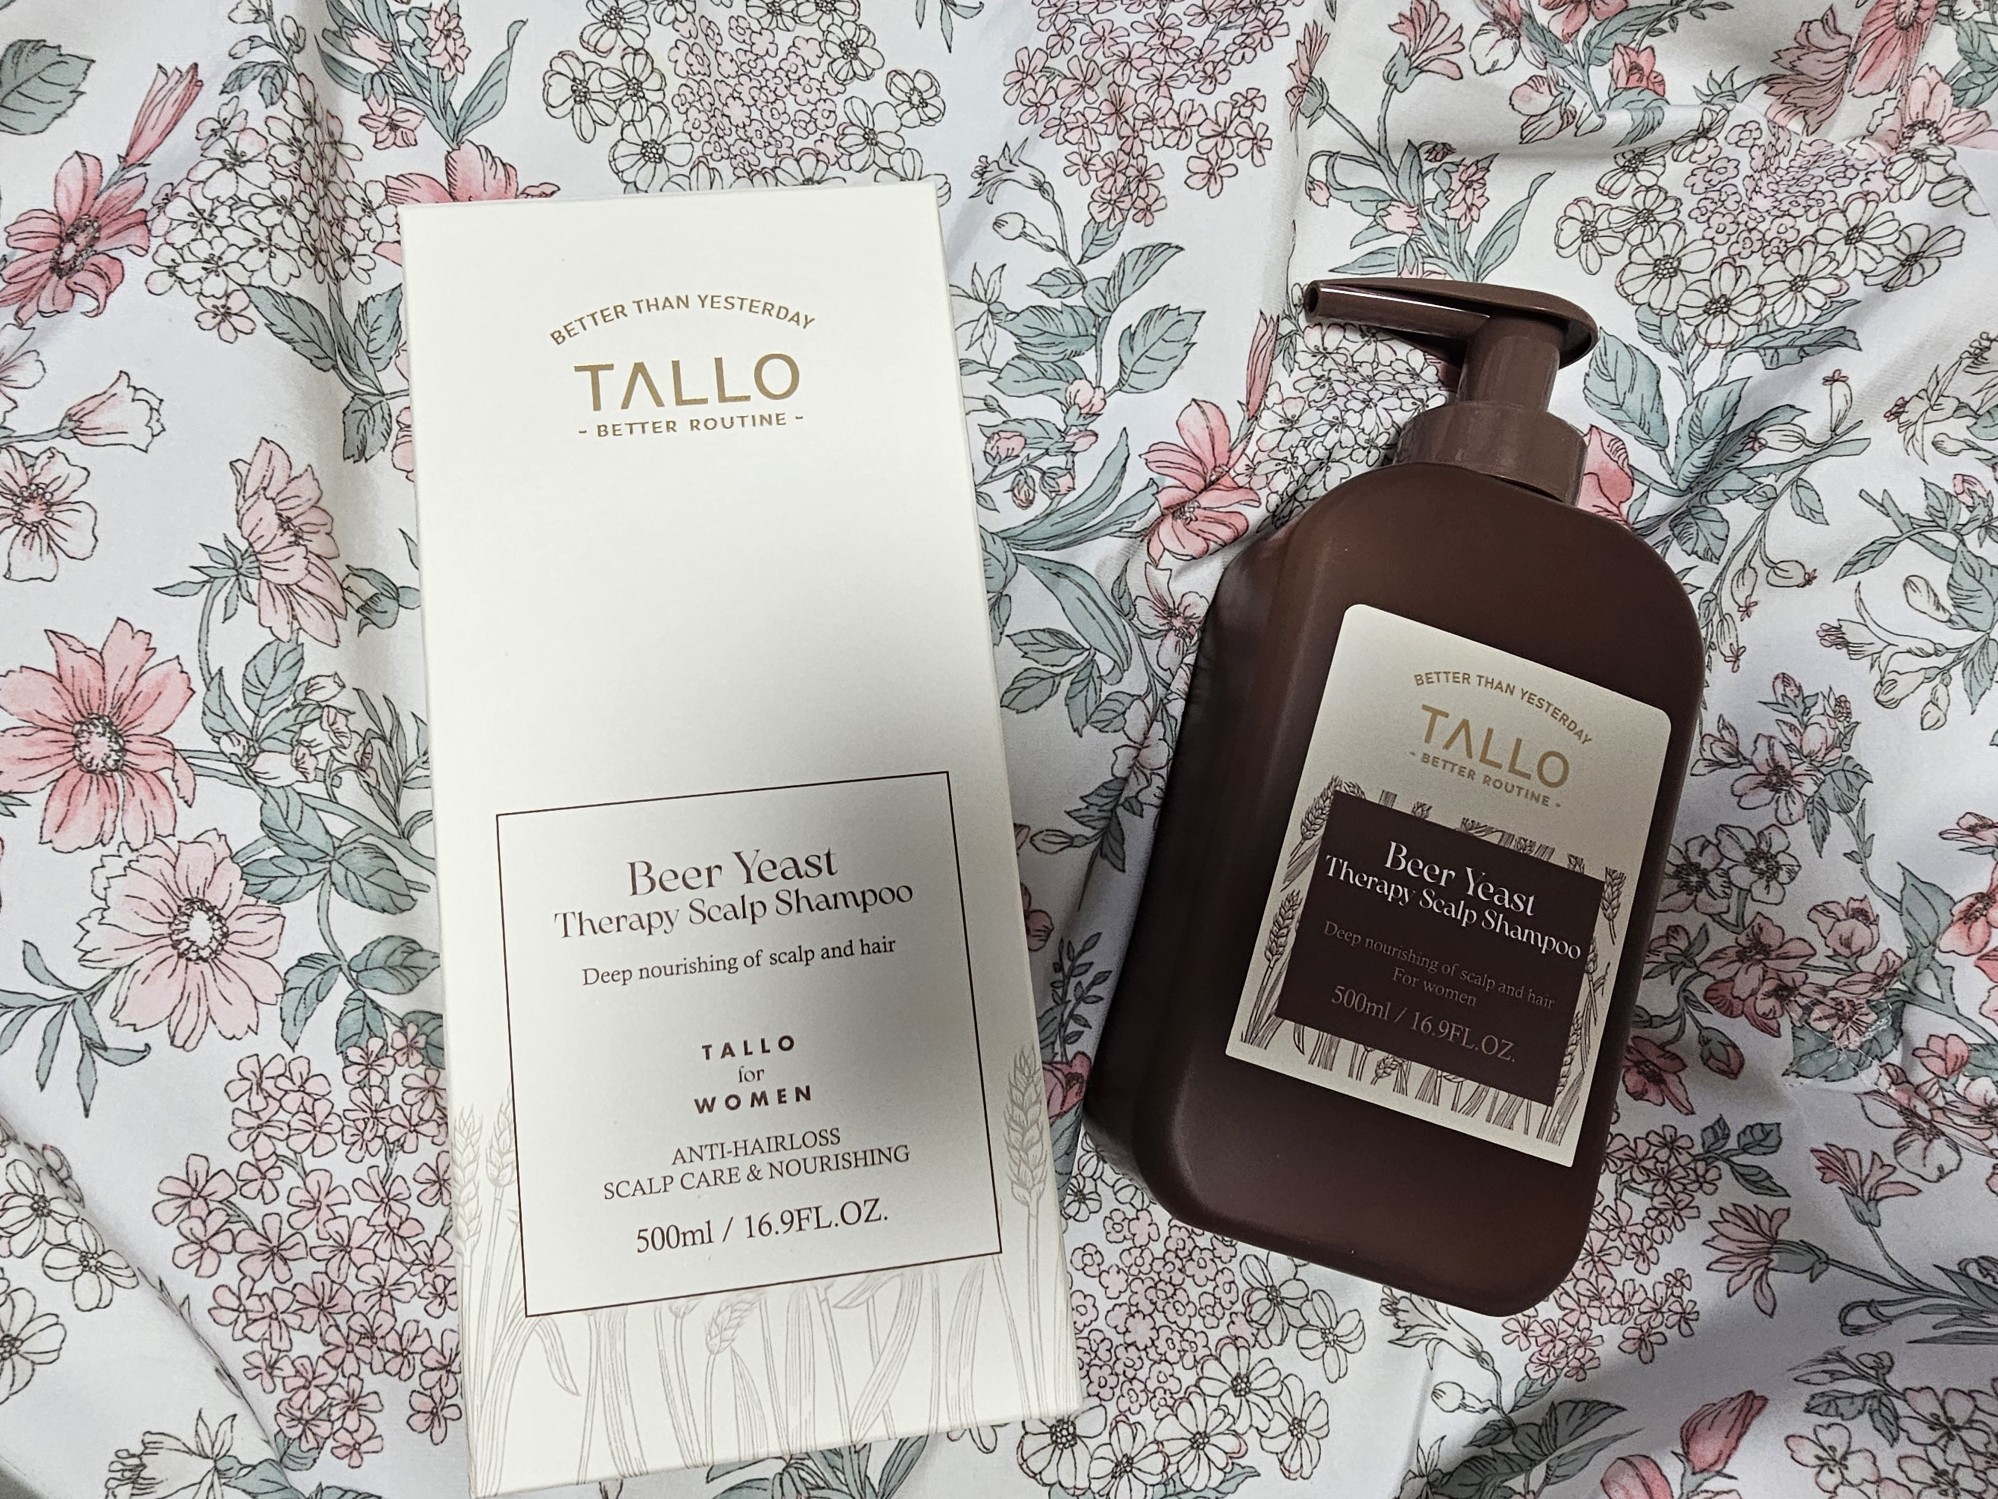 BETTER THAN YESTERDAY
TALLO
- BETTER ROUTINE -
Beer Yeast
Therapy Scalp Shampoo
Deep nourishing of scalp and hair
TALLO
for
WOMEN
ANTI-HAIRLOSS
SCALP CARE & NOURISHING
500ml / 16.9FL.OZ.
BETTER THAN YESTERDAY
TALLO
- BETTER ROUTINE -
Beer Yeast
Therapy Scalp Shampoo
Deep nourishing of scalp and hair
For women
500ml / 16.9FL.OZ.